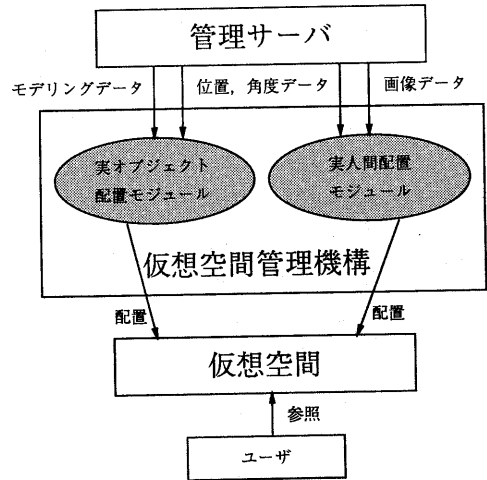 管理サーバ
モデリングデータ
位置，角度データ
画像データ
実オブジェクト
配置モジュール
実人間配置
モジュール
仮想空間管理機構
配置
配置
仮想空間
参照
ユーザ